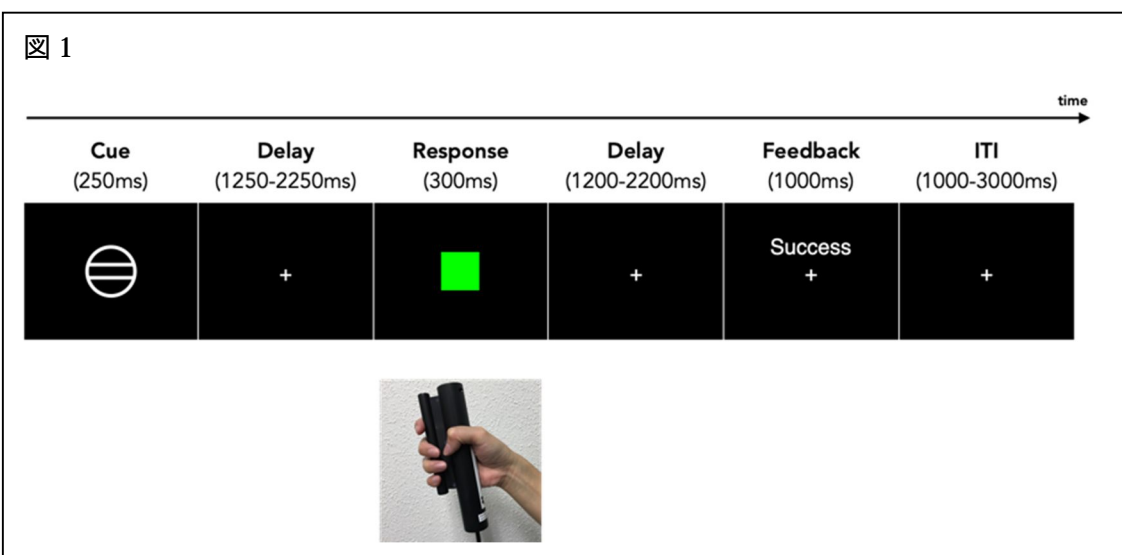 図 1
time
Cue Delay Response Delay Feedback ITI
(250ms) (1250-2250ms) (300ms) (1200-2200ms) (1000ms) (1000-3000ms)
Success